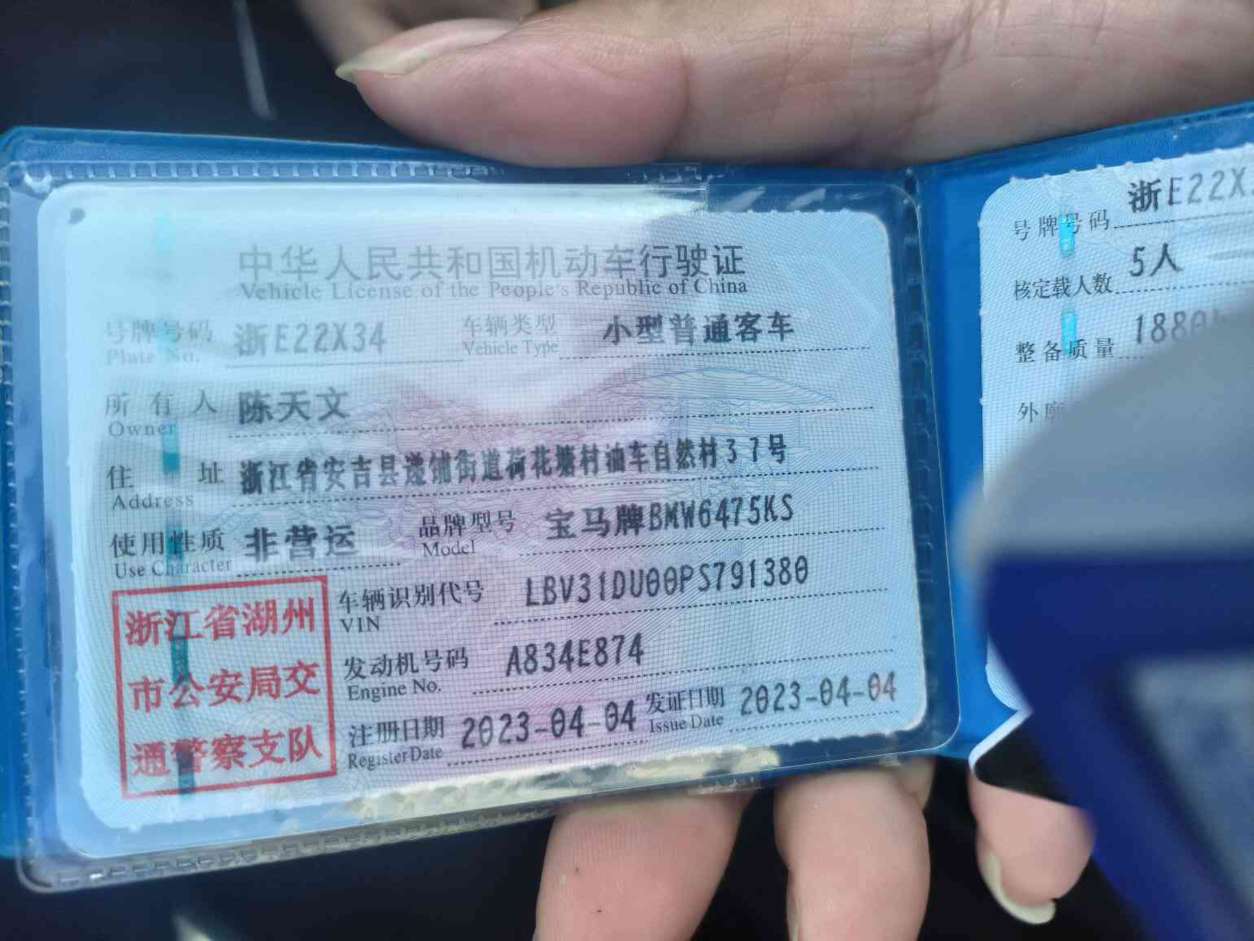 中华人民共和国机动车行驶证
Vehicle License of the People's Republic of China
号牌号码 浙E22X34 车辆类型 小型普通客车
Plate No. Vehicle Type
所有人 陈天文
Owner
住址 浙江省安吉县递铺街道荷花塘村油车自然村37号
Address
使用性质 非营运 品牌型号 宝马牌BMW6475KS
Use Character Model
浙江省湖州
市公安局交
通警察支队
车辆识别代号 LBV31DU00PS791380
VIN
发动机号码 A834E874
Engine No.
注册日期 2023-04-04 发证日期 2023-04-04
Register Date Issue Date
号牌号码 浙E22X
核定载人数 5人
整备质量 1880
外